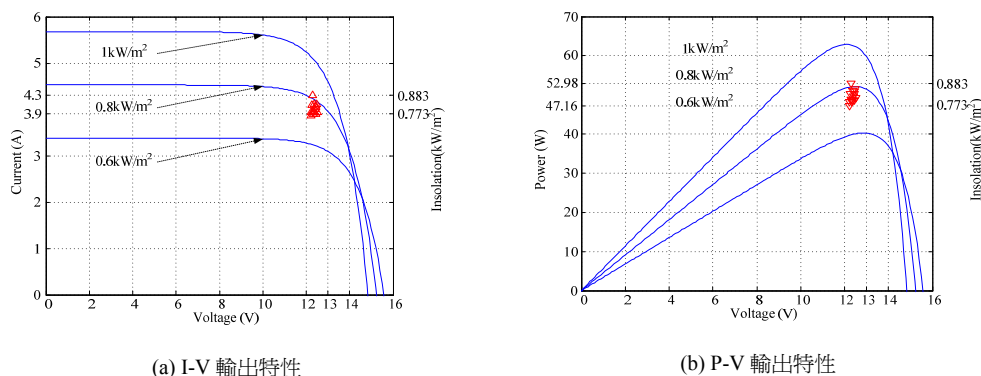 6
5
4.3
3.9
3
2
1
0
Current (A)
1kW/m²
0.8kW/m²
0.6kW/m²
0.883
0.773~
Insolation(kW/m²)
0
2
4
6
8
10
12
13
14
16
Voltage (V)
(a) I-V 輸出特性
70
60
52.98
47.16
40
30
20
10
0
Power (W)
1kW/m²
0.8kW/m²
0.6kW/m²
0.883
0.773~
Insolation(kW/m²)
0
2
4
6
8
10
12
13
14
16
Voltage (V)
(b) P-V 輸出特性